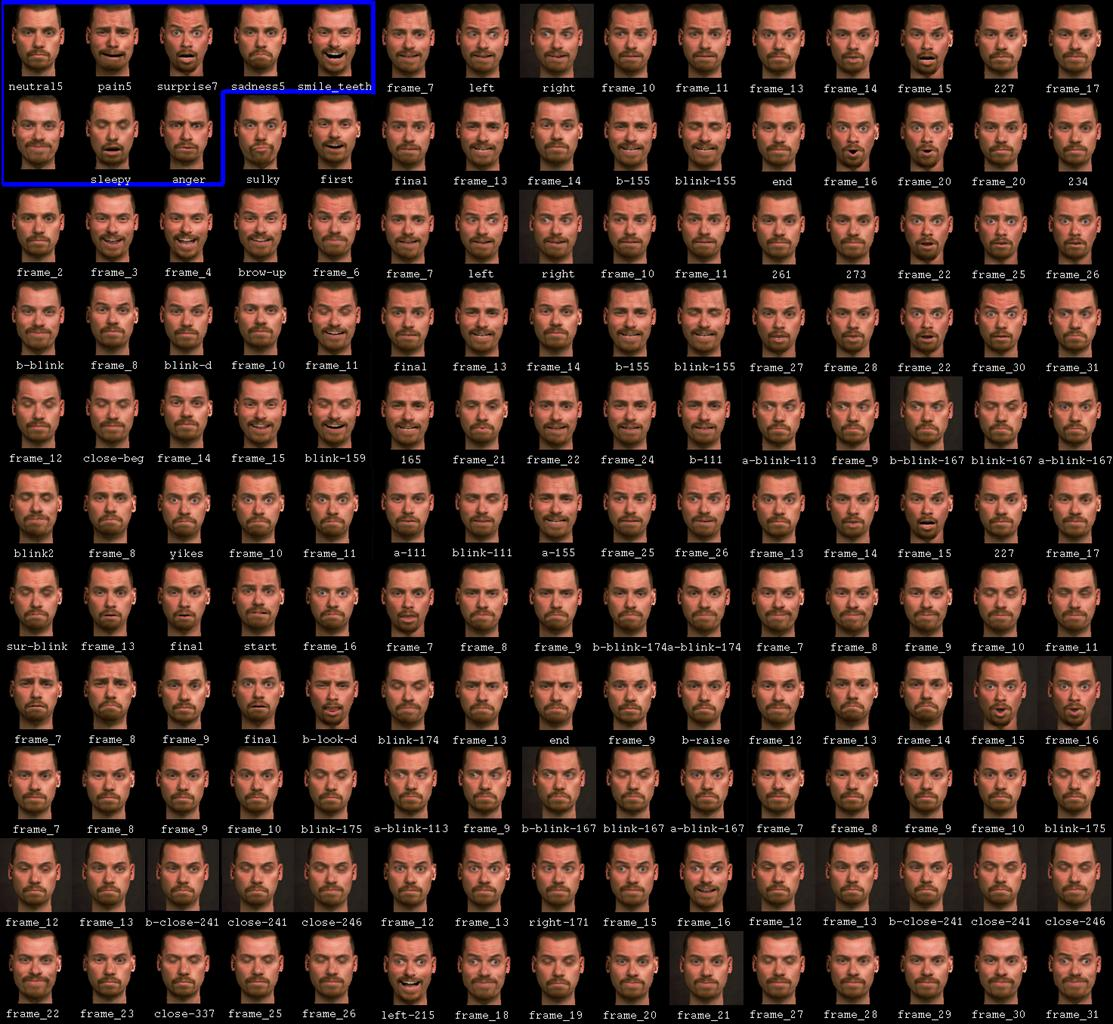 neutral5 pain5 surprise7 sadness5 smile_teeth frame_7 left right frame_10 frame_11 frame_13 frame_14 frame_15 227 frame_17
sleepy anger sulky first final frame_13 frame_14 b-155 blink-155 end frame_16 frame_20 frame_20 234
frame_2 frame_3 frame_4 brow-up frame_6 frame_7 left right frame_10 frame_11 261 273 frame_22 frame_25 frame_26
b-blink frame_8 blink-d frame_10 frame_11 final frame_13 frame_14 b-155 blink-155 frame_27 frame_28 frame_22 frame_30 frame_31
frame_12 close-beg frame_14 frame_15 blink-159 165 frame_21 frame_22 frame_24 b-111 a-blink-113 frame_9 b-blink-167 blink-167 a-blink-167
blink2 frame_8 yikes frame_10 frame_11 a-111 blink-111 a-155 frame_25 frame_26 frame_13 frame_14 frame_15 227 frame_17
sur-blink frame_13 final start frame_16 frame_7 frame_8 frame_9 b-blink-174 a-blink-174 frame_7 frame_8 frame_9 frame_10 frame_11
frame_7 frame_8 frame_9 final b-look-d blink-174 frame_13 end frame_9 b-raise frame_12 frame_13 frame_14 frame_15 frame_16
frame_7 frame_8 frame_9 frame_10 blink-175 a-blink-113 frame_9 b-blink-167 blink-167 a-blink-167 frame_7 frame_8 frame_9 frame_10 blink-175
frame_12 frame_13 b-close-241 close-241 close-246 frame_12 frame_13 right-171 frame_15 frame_16 frame_12 frame_13 b-close-241 close-241 close-246
frame_22 frame_23 close-337 frame_25 frame_26 left-215 frame_18 frame_19 frame_20 frame_21 frame_27 frame_28 frame_29 frame_30 frame_31